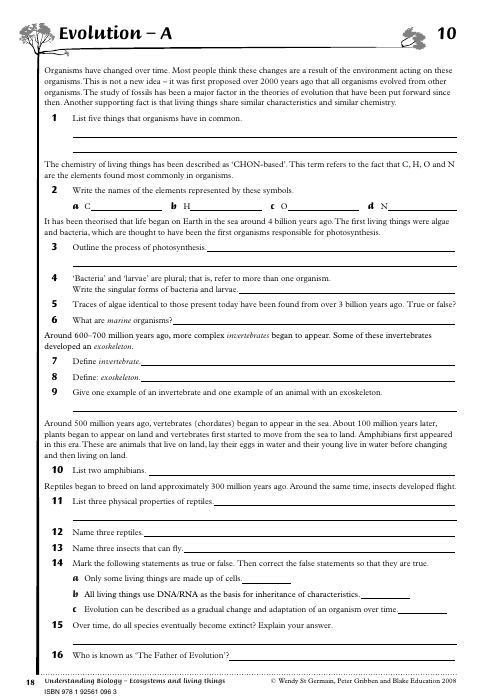 Evolution – A
10
Organisms have changed over time. Most people think these changes are a result of the environment acting on these
organisms. This is not a new idea – it was first proposed over 2000 years ago that all organisms evolved from other
organisms. The study of fossils has been a major factor in the theories of evolution that have been put forward since
then. Another supporting fact is that living things share similar characteristics and similar chemistry.
1 List five things that organisms have in common.
The chemistry of living things has been described as ‘CHON-based’. This term refers to the fact that C, H, O and N
are the elements found most commonly in organisms.
2 Write the names of the elements represented by these symbols.
a C b H c O d N
It has been theorised that life began on Earth in the sea around 4 billion years ago. The first living things were algae
and bacteria, which are thought to have been the first organisms responsible for photosynthesis.
3 Outline the process of photosynthesis.
4 ‘Bacteria’ and ‘larvae’ are plural; that is, refer to more than one organism.
Write the singular forms of bacteria and larvae.
5 Traces of algae identical to those present today have been found from over 3 billion years ago. True or false?
6 What are marine organisms?
Around 600–700 million years ago, more complex invertebrates began to appear. Some of these invertebrates
developed an exoskeleton.
7 Define invertebrate.
8 Define: exoskeleton.
9 Give one example of an invertebrate and one example of an animal with an exoskeleton.
Around 500 million years ago, vertebrates (chordates) began to appear in the sea. About 100 million years later,
plants began to appear on land and vertebrates first started to move from the sea to land. Amphibians first appeared
in this era. These are animals that live on land, lay their eggs in water and their young live in water before changing
and then living on land.
10 List two amphibians.
Reptiles began to breed on land approximately 300 million years ago. Around the same time, insects developed flight.
11 List three physical properties of reptiles.
12 Name three reptiles.
13 Name three insects that can fly.
14 Mark the following statements as true or false. Then correct the false statements so that they are true.
a Only some living things are made up of cells.
b All living things use DNA/RNA as the basis for inheritance of characteristics.
c Evolution can be described as a gradual change and adaptation of an organism over time.
15 Over time, do all species eventually become extinct? Explain your answer.
16 Who is known as ‘The Father of Evolution’?
18 Understanding Biology – Ecosystems and living things © Wendy St Germain, Peter Gribben and Blake Education 2008
ISBN 978 1 92561 096 3